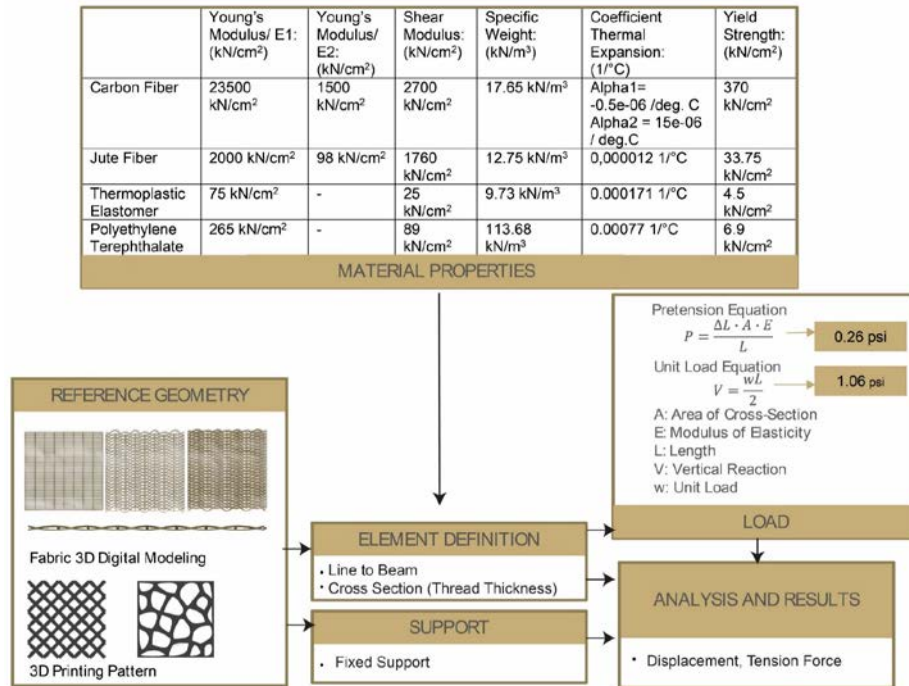 Young's Modulus/ E1: (kN/cm²)
Young's Modulus/ E2: (kN/cm²)
Shear Modulus: (kN/cm²)
Specific Weight: (kN/m³)
Coefficient Thermal Expansion: (1/°C)
Yield Strength: (kN/cm²)
Carbon Fiber
23500 kN/cm²
1500 kN/cm²
2700 kN/cm²
17.65 kN/m³
Alpha1= -0.5e-06 /deg. C
Alpha2 = 15e-06 / deg.C
370 kN/cm²
Jute Fiber
2000 kN/cm²
98 kN/cm²
1760 kN/cm²
12.75 kN/m³
0,000012 1/°C
33.75 kN/cm²
Thermoplastic Elastomer
75 kN/cm²
-
25 kN/cm²
9.73 kN/m³
0.000171 1/°C
4.5 kN/cm²
Polyethylene Terephthalate
265 kN/cm²
-
89 kN/cm²
113.68 kN/m³
0.00077 1/°C
6.9 kN/cm²
MATERIAL PROPERTIES
Pretension Equation
P = ΔL · A · E / L
0.26 psi
Unit Load Equation
V = wL / 2
1.06 psi
A: Area of Cross-Section
E: Modulus of Elasticity
L: Length
V: Vertical Reaction
w: Unit Load
LOAD
REFERENCE GEOMETRY
Fabric 3D Digital Modeling
3D Printing Pattern
ELEMENT DEFINITION
• Line to Beam
• Cross Section (Thread Thickness)
SUPPORT
• Fixed Support
ANALYSIS AND RESULTS
• Displacement, Tension Force